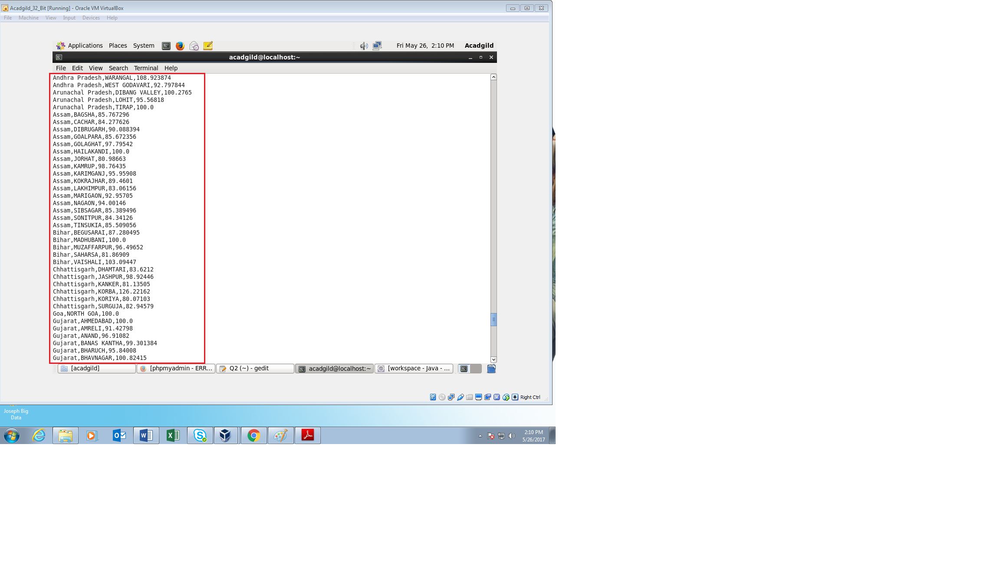 Acadgild_32_Bit [Running] - Oracle VM VirtualBox
File Machine View Input Devices Help
Applications Places System Fri May 26, 2:10 PM Acadgild
acadgild@localhost:~
File Edit View Search Terminal Help
Andhra Pradesh,WARANGAL,108.923874
Andhra Pradesh,WEST GODAVARI,92.797844
Arunachal Pradesh,DIBANG VALLEY,100.2765
Arunachal Pradesh,LOHIT,95.56818
Arunachal Pradesh,TIRAP,100.0
Assam,BAGSHA,85.767296
Assam,CACHAR,84.277626
Assam,DIBRUGARH,90.088394
Assam,GOALPARA,85.672356
Assam,GOLAGHAT,97.79542
Assam,HAILAKANDI,100.0
Assam,JORHAT,80.98663
Assam,KAMRUP,98.76435
Assam,KARIMGANJ,95.95908
Assam,KOKRAJHAR,89.4601
Assam,LAKHIMPUR,83.06156
Assam,MARIGAON,92.95705
Assam,NAGAON,94.00146
Assam,SIBSAGAR,85.389496
Assam,SONITPUR,84.34126
Assam,TINSUKIA,85.509056
Bihar,BEGUSARAI,87.280495
Bihar,MADHUBANI,100.0
Bihar,MUZAFFARPUR,96.49652
Bihar,SAHARSA,81.86909
Bihar,VAISHALI,103.09447
Chhattisgarh,DHAMTARI,83.6212
Chhattisgarh,JASHPUR,98.92446
Chhattisgarh,KANKER,81.13505
Chhattisgarh,KORBA,126.22162
Chhattisgarh,KORIYA,80.07103
Chhattisgarh,SURGUJA,82.94579
Goa,NORTH GOA,100.0
Gujarat,AHMEDABAD,100.0
Gujarat,AMRELI,91.42798
Gujarat,ANAND,96.91082
Gujarat,BANAS KANTHA,99.301384
Gujarat,BHARUCH,95.84008
Gujarat,BHAVNAGAR,100.82415
[acadgild] [phpmyadmin - ERR... Q2 (~) - gedit acadgild@localhost:~ [workspace - Java - ...
Right Ctrl
Joseph Big
Data
2:10 PM
5/26/2017